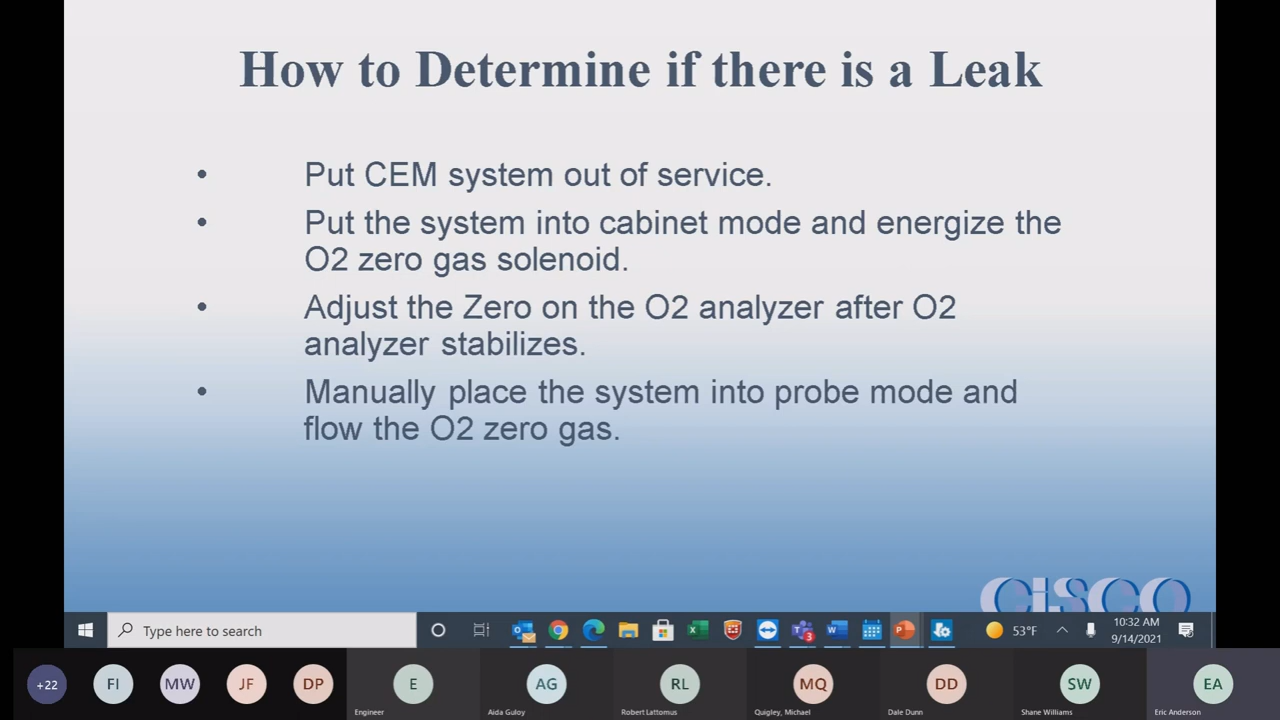 How to Determine if there is a Leak
• Put CEM system out of service.
• Put the system into cabinet mode and energize the
O2 zero gas solenoid.
• Adjust the Zero on the O2 analyzer after O2
analyzer stabilizes.
• Manually place the system into probe mode and
flow the O2 zero gas.
CiSCO
Type here to search
3
53°F
10:32 AM
9/14/2021
+22
FI
MW
JF
DP
E
AG
RL
MQ
DD
SW
EA
Engineer
Aida Guloy
Robert Lattomus
Quigley, Michael
Dale Dunn
Shane Williams
Eric Anderson